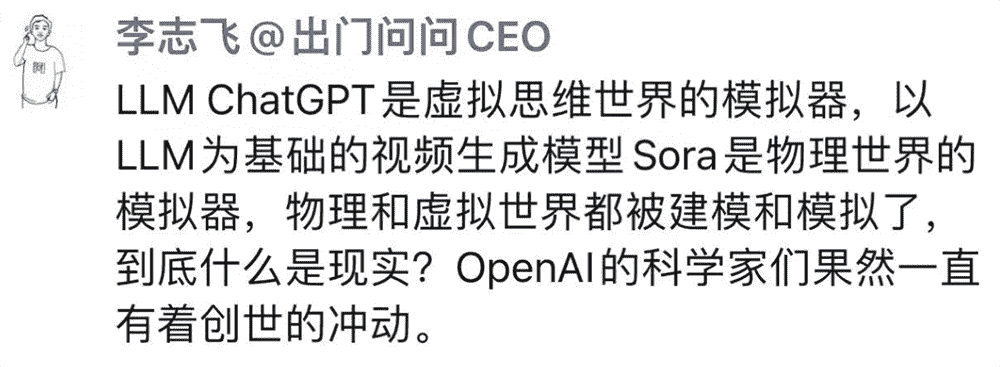 李志飞@出门问问CEO
LLM ChatGPT是虚拟思维世界的模拟器，以
LLM为基础的视频生成模型Sora是物理世界的
模拟器，物理和虚拟世界都被建模和模拟了，
到底什么是现实？OpenAI的科学家们果然一直
有着创世的冲动。